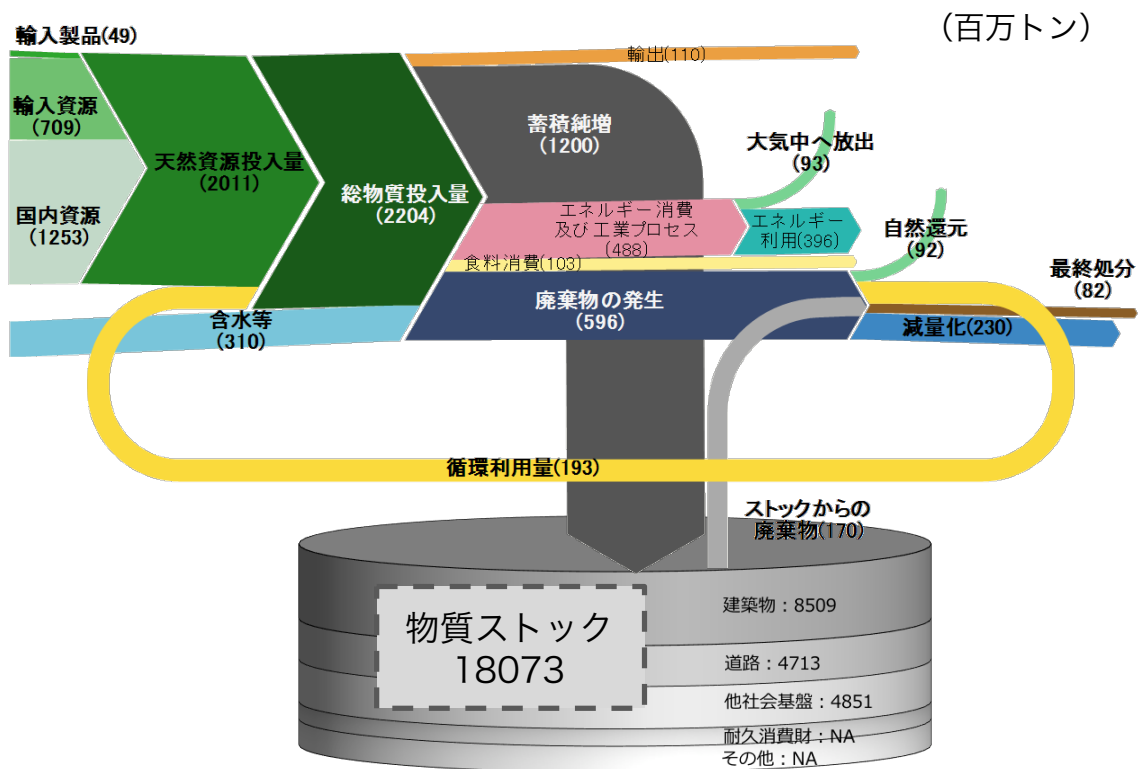 （百万トン）
輸入製品(49)
輸出(110)
輸入資源
(709)
蓄積純増
(1200)
大気中へ放出
(93)
天然資源投入量
(2011)
総物質投入量
(2204)
国内資源
(1253)
エネルギー消費
及び工業プロセス
(488)
エネルギー
利用(396)
自然還元
(92)
食料消費(103)
最終処分
(82)
廃棄物の発生
(596)
含水等
(310)
減量化(230)
循環利用量(193)
ストックからの
廃棄物(170)
建築物：8509
物質ストック
18073
道路：4713
他社会基盤：4851
耐久消費財：NA
その他：NA